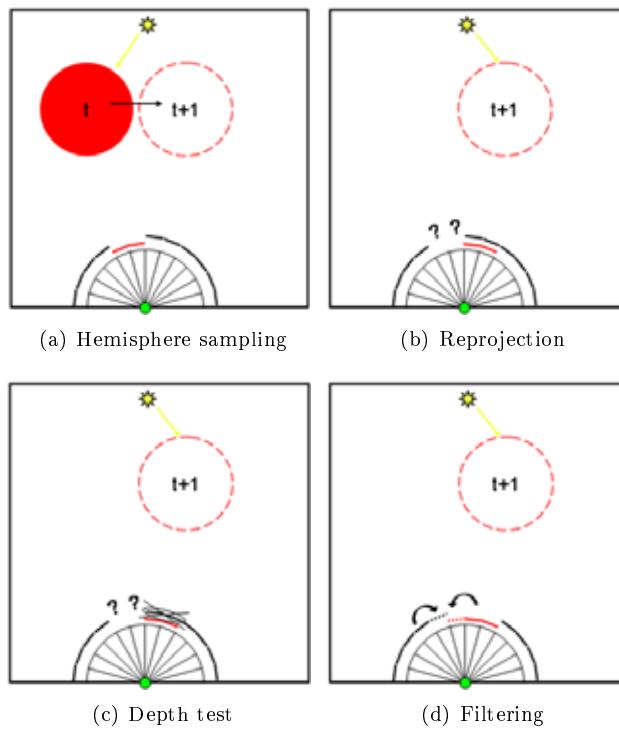 t t+1
t+1
? ?
(a) Hemisphere sampling
(b) Reprojection
t+1
t+1
? ?
(c) Depth test
(d) Filtering